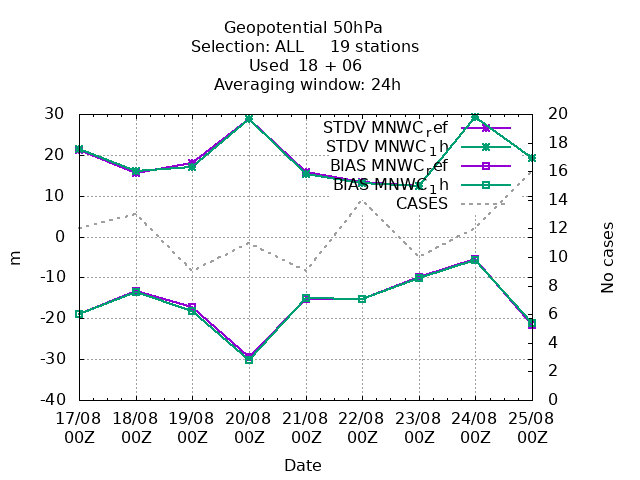 Geopotential 50hPa
Selection: ALL 19 stations
Used 18 + 06
Averaging window: 24h
30
20
10
0
-10
-20
-30
-40
m
20
18
16
14
12
10
8
6
4
2
0
No cases
STDV MNWC_ref
STDV MNWC_1h
BIAS MNWC_ref
BIAS MNWC_1h
CASES
17/08 18/08 19/08 20/08 21/08 22/08 23/08 24/08 25/08
00Z 00Z 00Z 00Z 00Z 00Z 00Z 00Z 00Z
Date